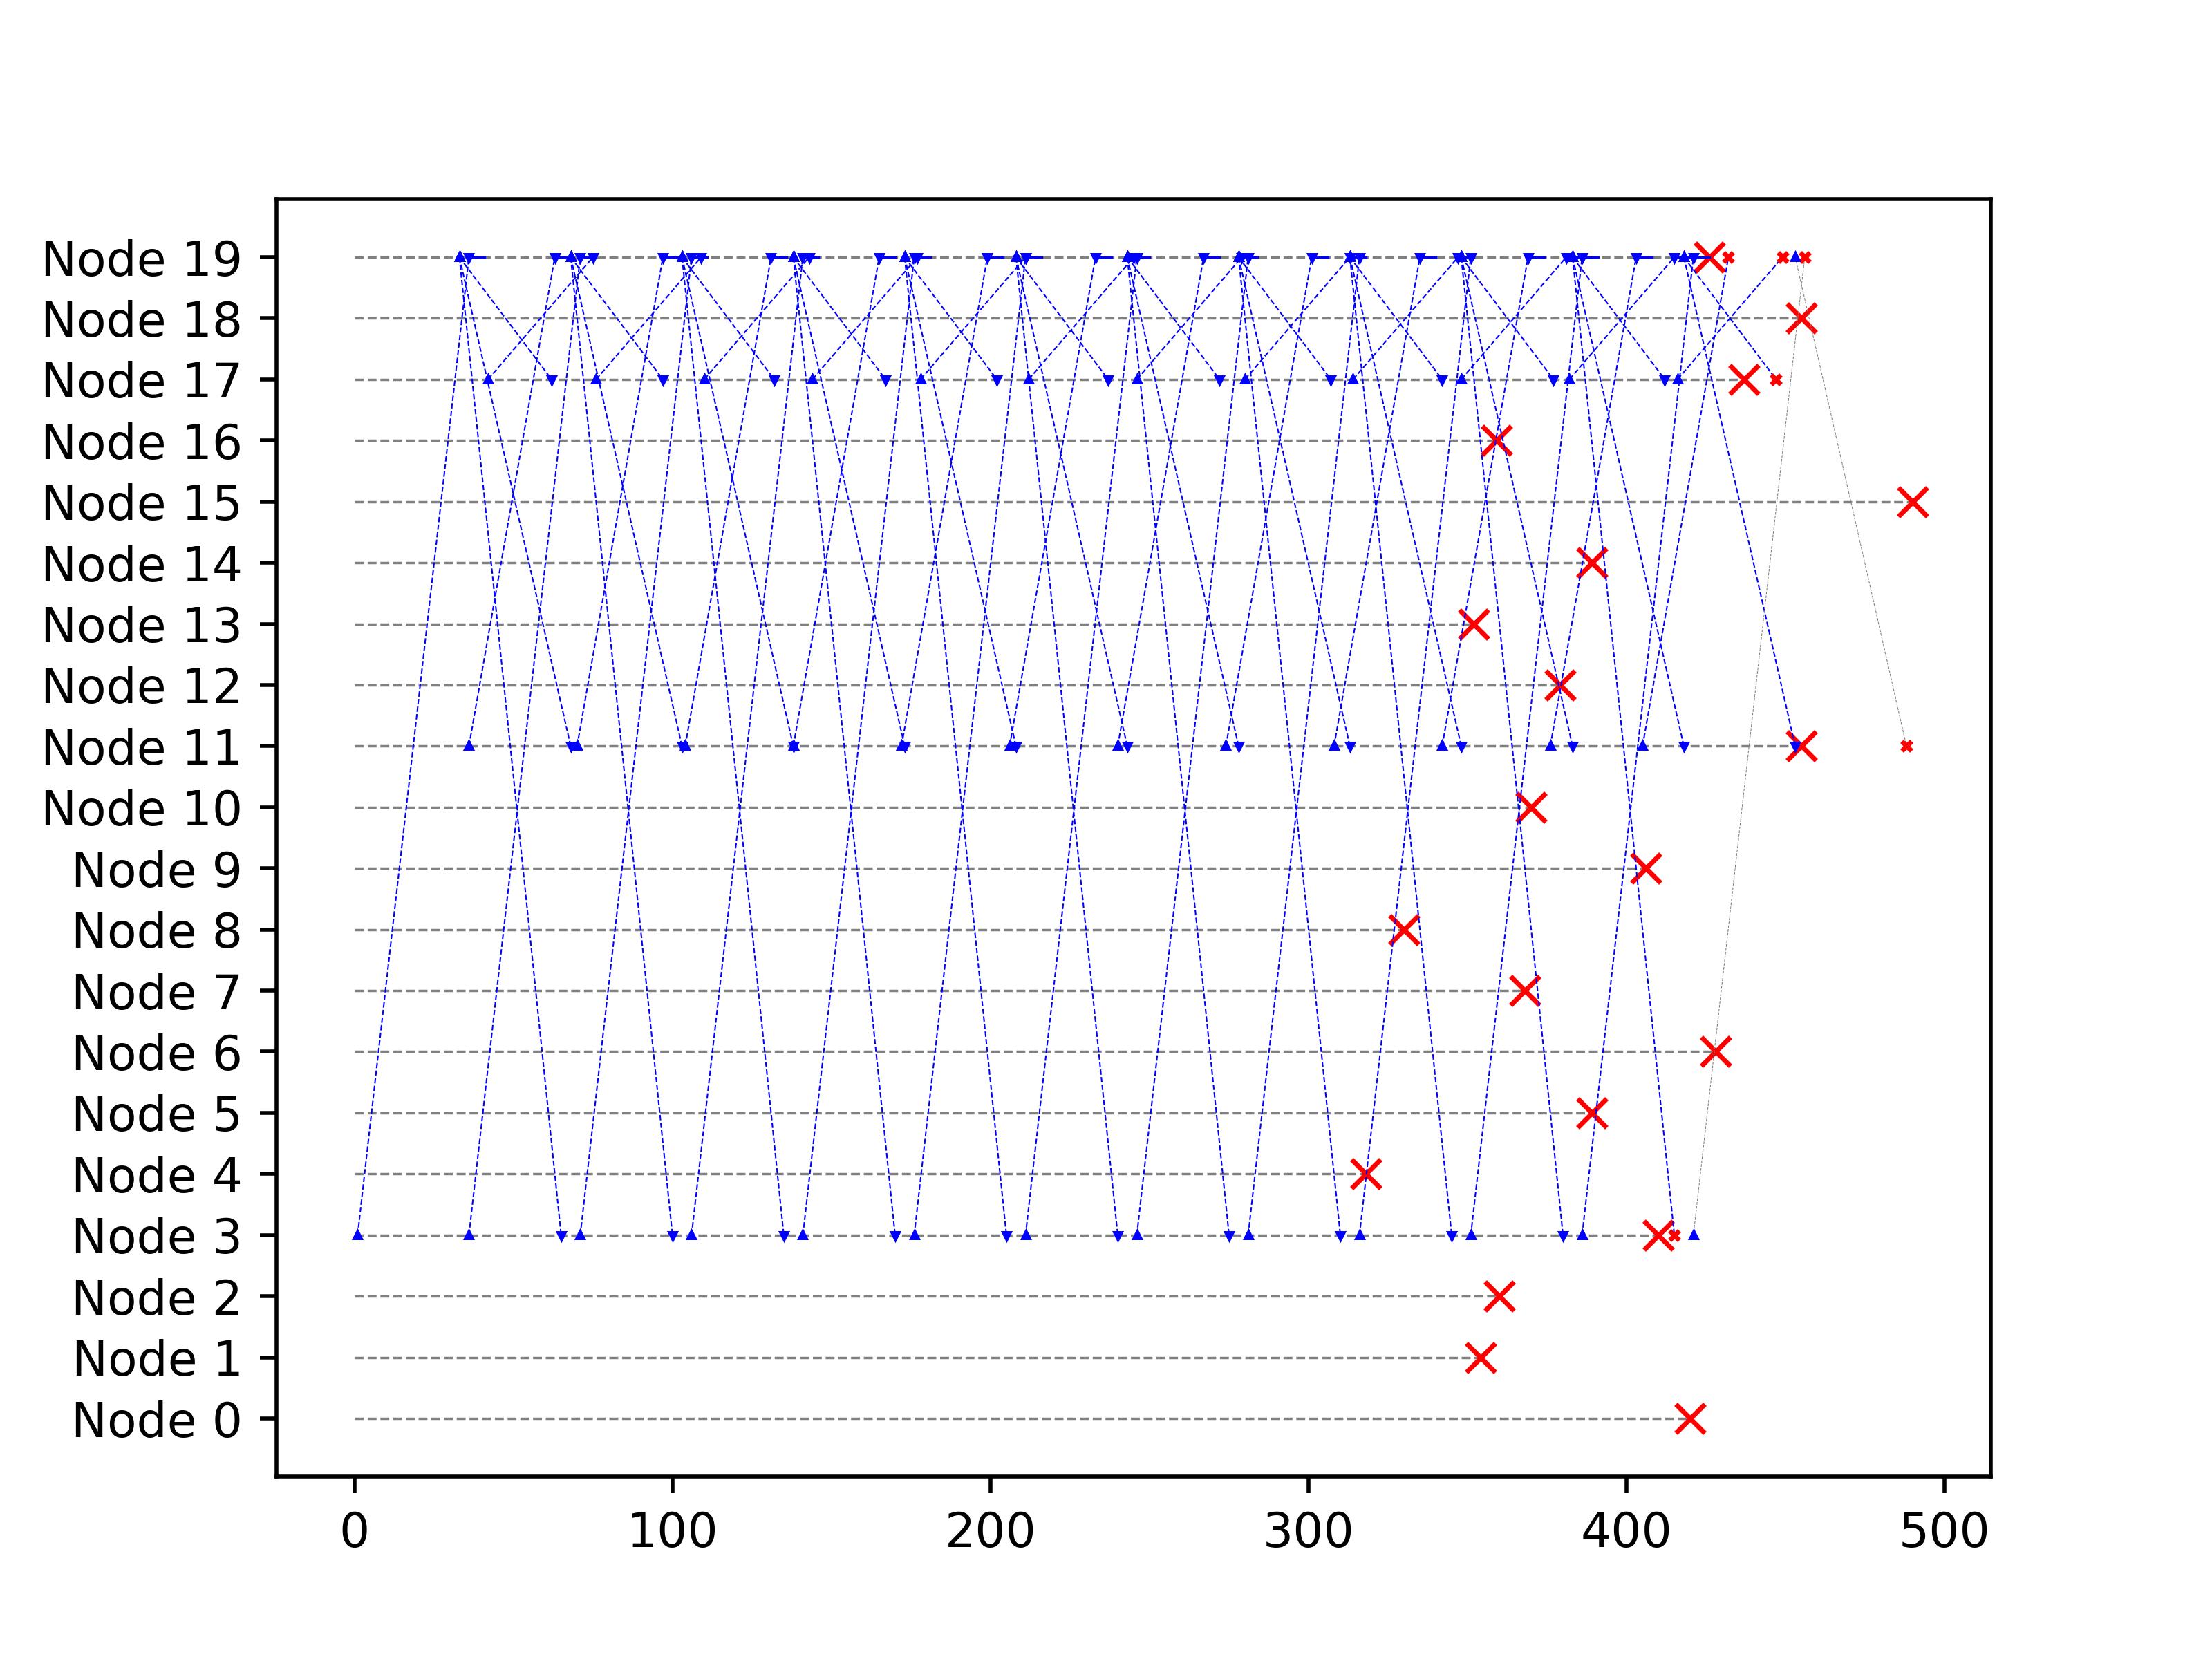 Node 19
Node 18
Node 17
Node 16
Node 15
Node 14
Node 13
Node 12
Node 11
Node 10
Node 9
Node 8
Node 7
Node 6
Node 5
Node 4
Node 3
Node 2
Node 1
Node 0
0 100 200 300 400 500